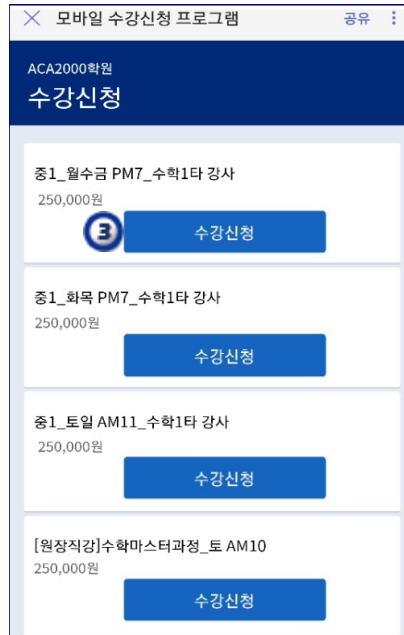 모바일 수강신청 프로그램 공유
ACA2000학원
수강신청
중1_월수금 PM7_수학1타 강사
250,000원
3 수강신청
중1_화목 PM7_수학1타 강사
250,000원
수강신청
중1_토일 AM11_수학1타 강사
250,000원
수강신청
[원장직강]수학마스터과정_토 AM10
250,000원
수강신청